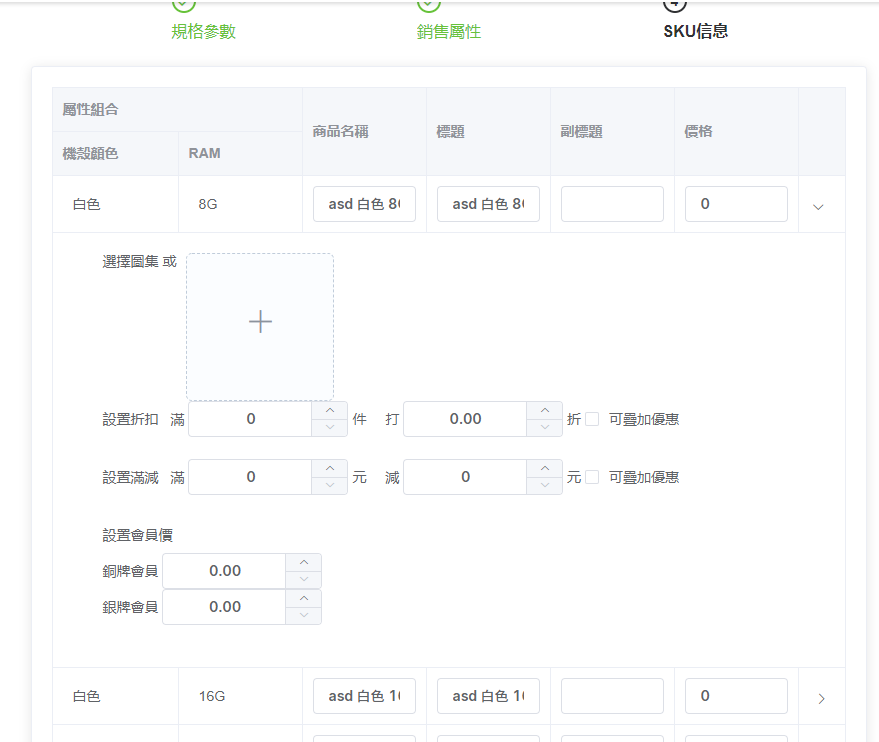 規格參數 銷售屬性 4 SKU信息
屬性組合 商品名稱 標題 副標題 價格
機殼顏色 RAM
白色 8G asd 白色 8 asd 白色 8 0
選擇圖集 或
設置折扣 滿 0 件 打 0.00 折 可疊加優惠
設置滿減 滿 0 元 減 0 元 可疊加優惠
設置會員價
銅牌會員 0.00
銀牌會員 0.00
白色 16G asd 白色 1 asd 白色 1 0